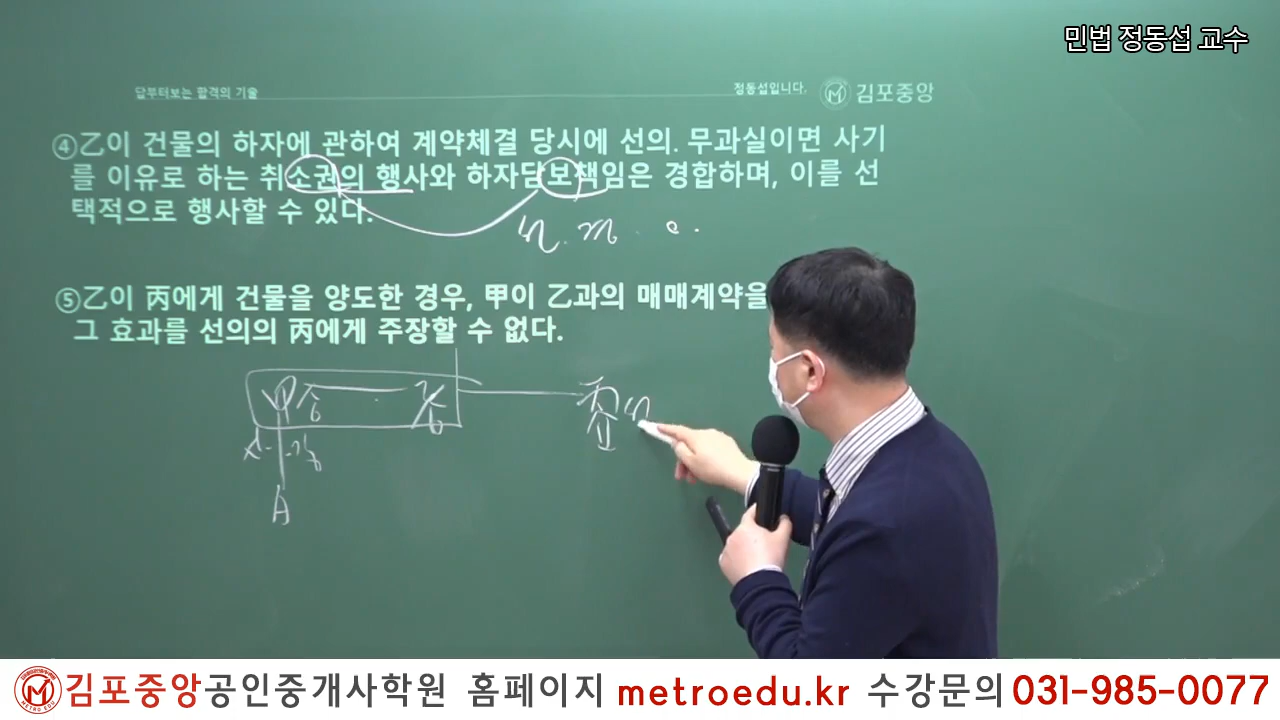 민법 정동섭 교수
답부터보는 합격의 기술
정동섭입니다.
김포중앙
④乙이 건물의 하자에 관하여 계약체결 당시에 선의. 무과실이면 사기
를 이유로 하는 취소권의 행사와 하자담보책임은 경합하며, 이를 선
택적으로 행사할 수 있다.
⑤乙이 丙에게 건물을 양도한 경우, 甲이 乙과의 매매계약을
그 효과를 선의의 丙에게 주장할 수 없다.
A
김포중앙공인중개사학원 홈페이지 metroedu.kr 수강문의 031-985-0077